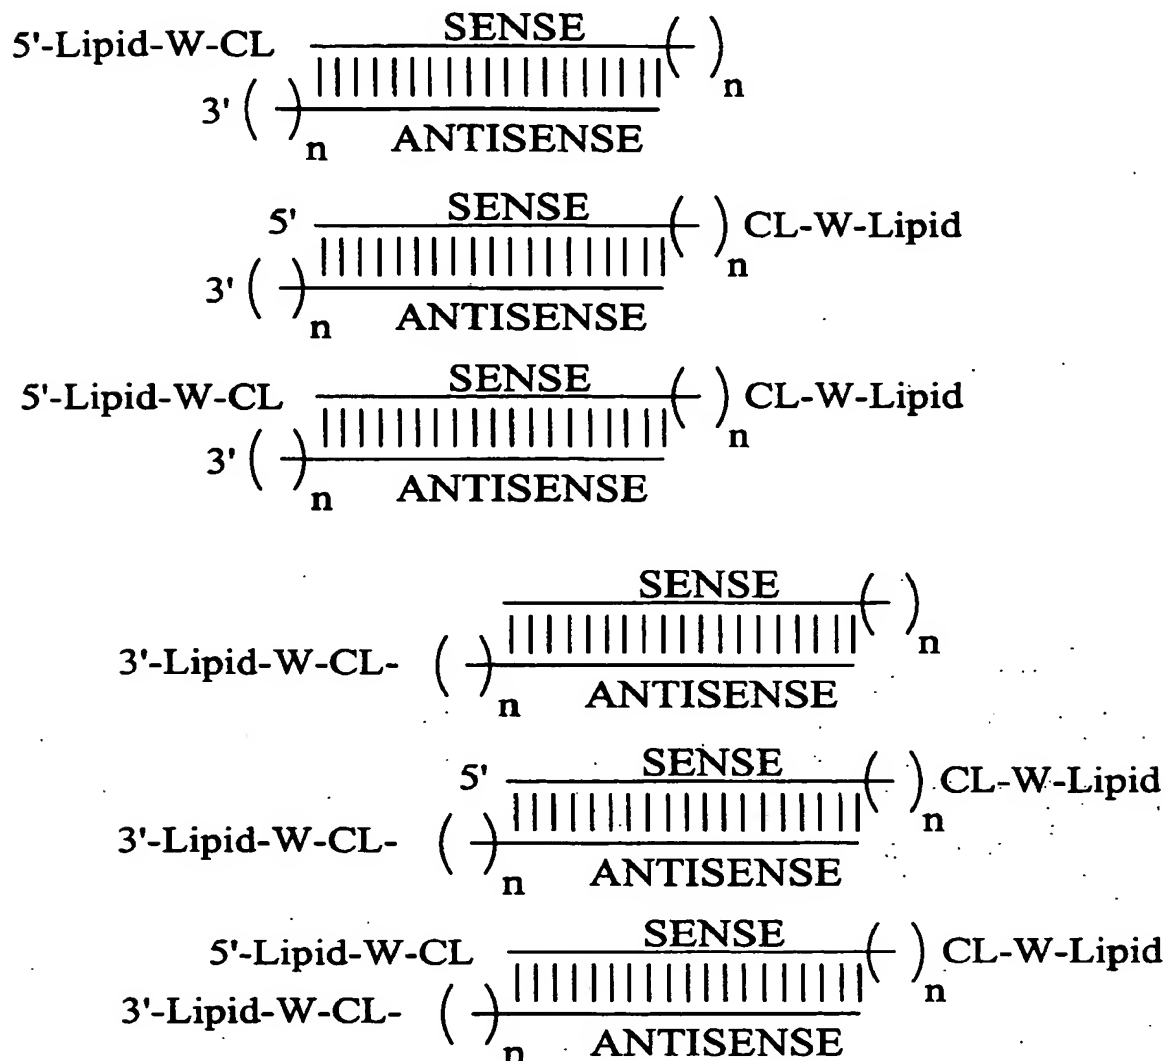 SENSE
5'-Lipid-W-CL ( )n
3' ( )n ANTISENSE
SENSE
5' ( )n CL-W-Lipid
3' ( )n ANTISENSE
SENSE
5'-Lipid-W-CL ( )n CL-W-Lipid
3' ( )n ANTISENSE
SENSE
( )n
3'-Lipid-W-CL- ( )n ANTISENSE
SENSE
5' ( )n CL-W-Lipid
3'-Lipid-W-CL- ( )n ANTISENSE
SENSE
5'-Lipid-W-CL ( )n CL-W-Lipid
3'-Lipid-W-CL- ( )n ANTISENSE